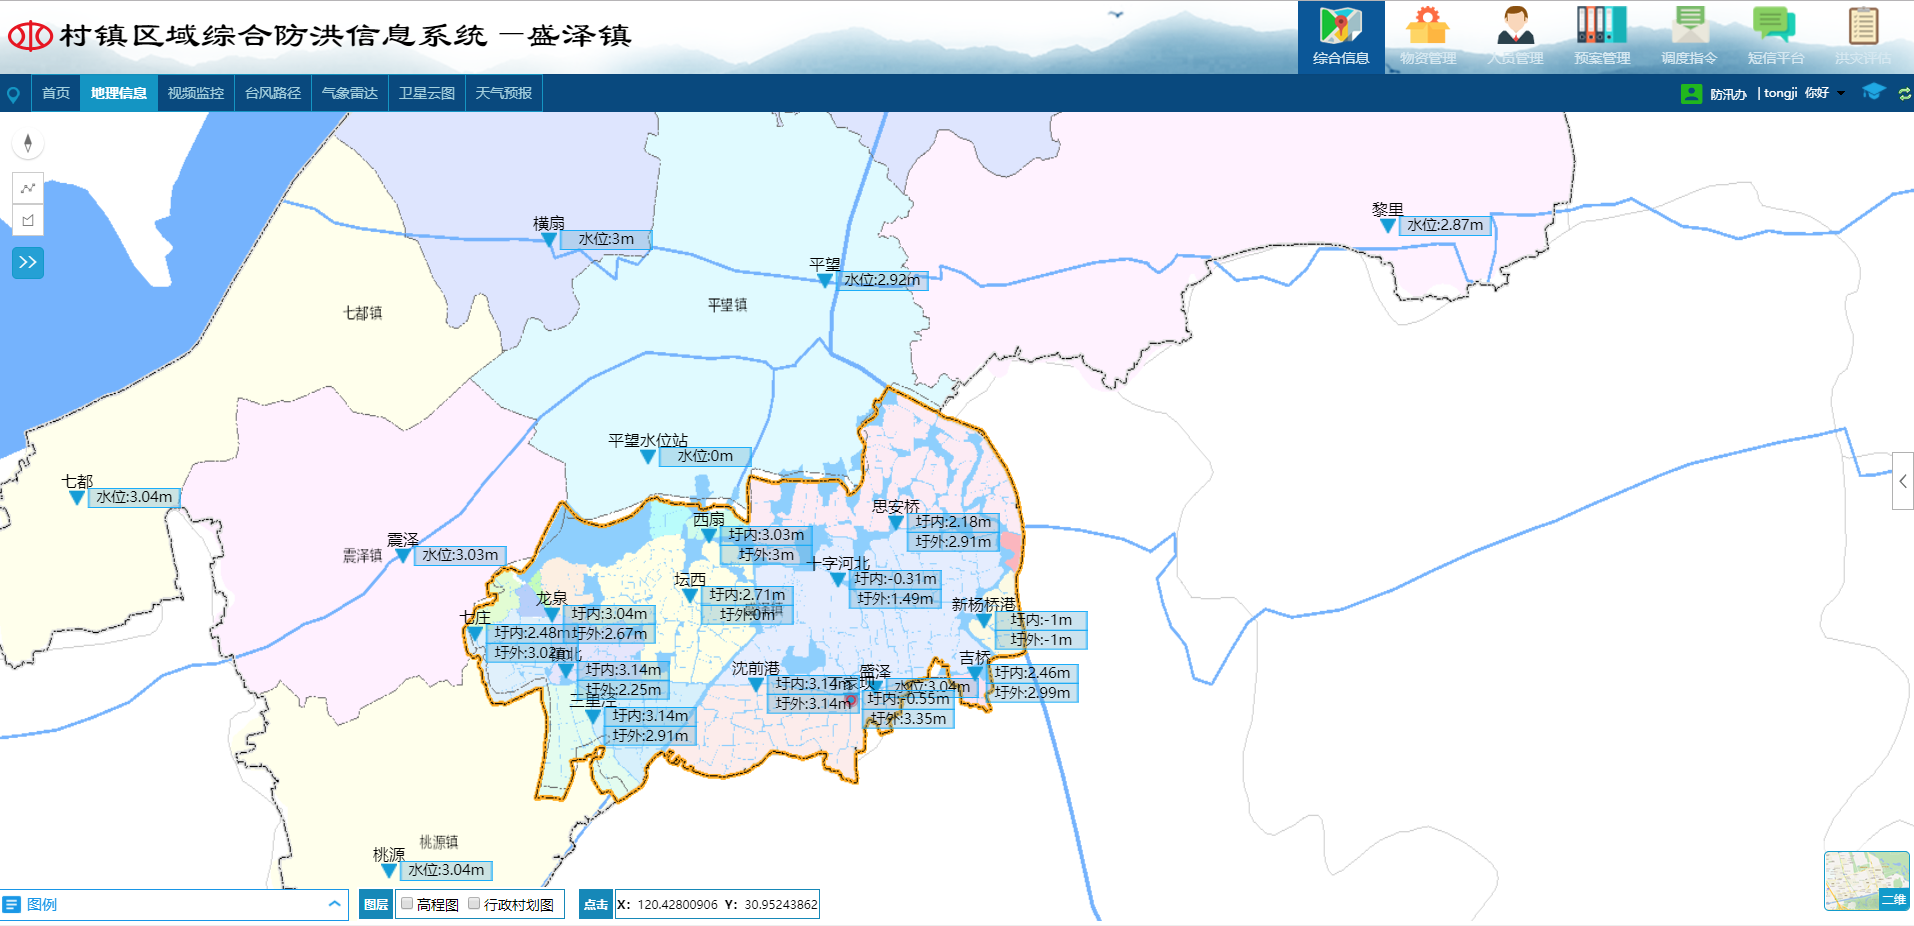 村镇区域综合防洪信息系统 —盛泽镇
综合信息
物资管理
人员管理
预案管理
调度指令
短信平台
洪灾评估
首页
地理信息
视频监控
台风路径
气象雷达
卫星云图
天气预报
防汛办 | tongji 你好
黎里
水位:2.87m
横扇
水位:3m
平望
水位:2.92m
平望镇
七都镇
平望水位站
水位:0m
七都
水位:3.04m
思安桥
圩内:2.18m
圩外:2.91m
西扇
圩内:3.03m
圩外:3m
震泽
震泽镇
水位:3.03m
十字河北
圩内:-0.31m
圩外:1.49m
坛西
圩内:2.71m
圩外:0m
盛泽镇
龙泉
圩内:3.04m
圩外:2.67m
新杨桥港
圩内:-1m
圩外:-1m
七庄
圩内:2.48m
圩外:3.02m
镇北
圩内:3.14m
圩外:2.25m
沈前港
圩内:3.14m
圩外:3.14m
盛泽
水位:3.04m
圩内:-0.55m
圩外:3.35m
吉桥
圩内:2.46m
圩外:2.99m
三里泾
圩内:3.14m
圩外:2.91m
桃源镇
桃源
水位:3.04m
图例
图层
高程图
行政村划图
点击
X: 120.42800906 Y: 30.95243862
二维